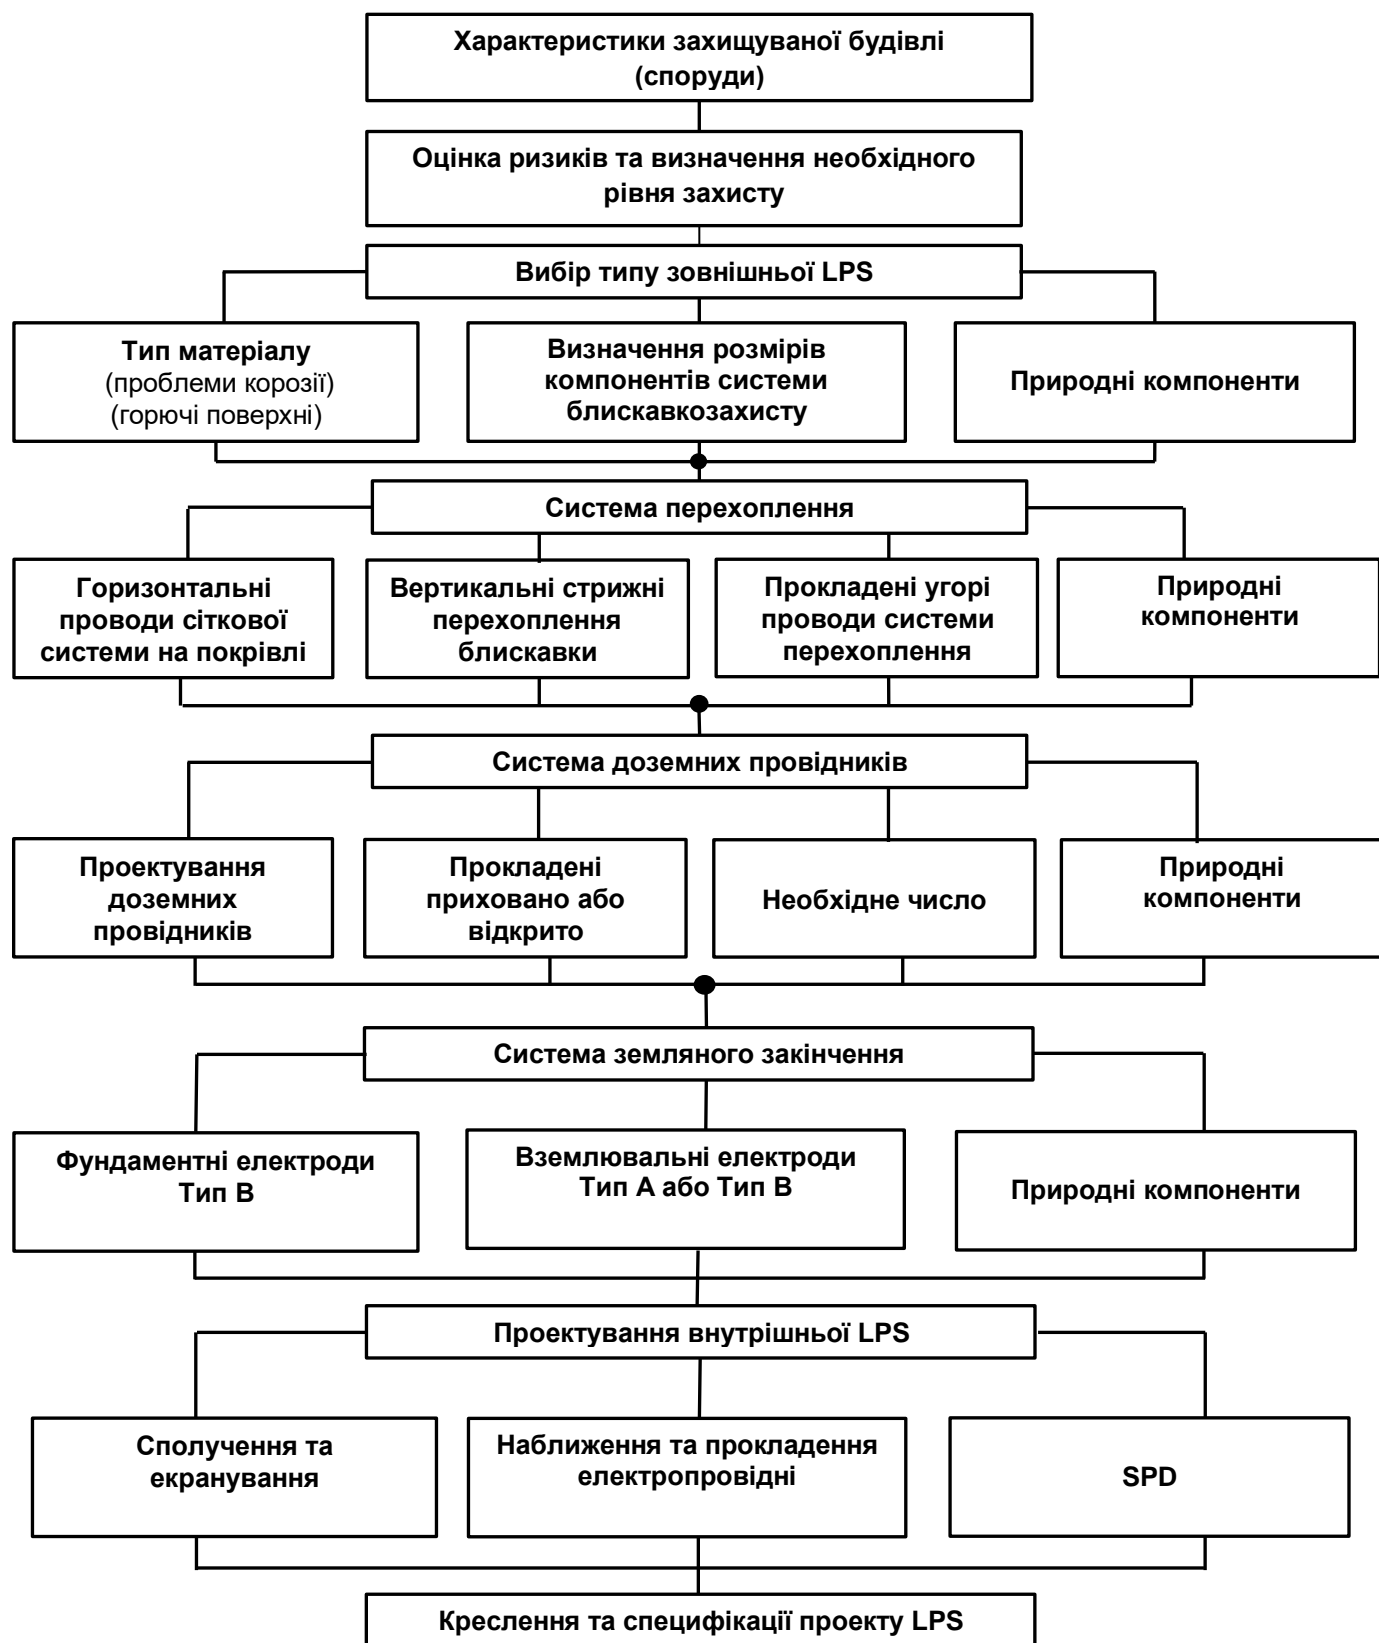 Характеристики захищуваної будівлі
(споруди)
Оцінка ризиків та визначення необхідного
рівня захисту
Вибір типу зовнішньої LPS
Тип матеріалу
(проблеми корозії)
(горючі поверхні)
Визначення розмірів
компонентів системи
блискавкозахисту
Природні компоненти
Система перехоплення
Горизонтальні
проводи сіткової
системи на покрівлі
Вертикальні стрижні
перехоплення
блискавки
Прокладені угорі
проводи системи
перехоплення
Природні
компоненти
Система доземних провідників
Проектування
доземних
провідників
Прокладені
приховано або
відкрито
Необхідне число
Природні
компоненти
Система земляного закінчення
Фундаментні електроди
Тип В
Вземлювальні електроди
Тип А або Тип В
Природні компоненти
Проектування внутрішньої LPS
Сполучення та
екранування
Наближення та прокладення
електропровідні
SPD
Креслення та специфікації проекту LPS